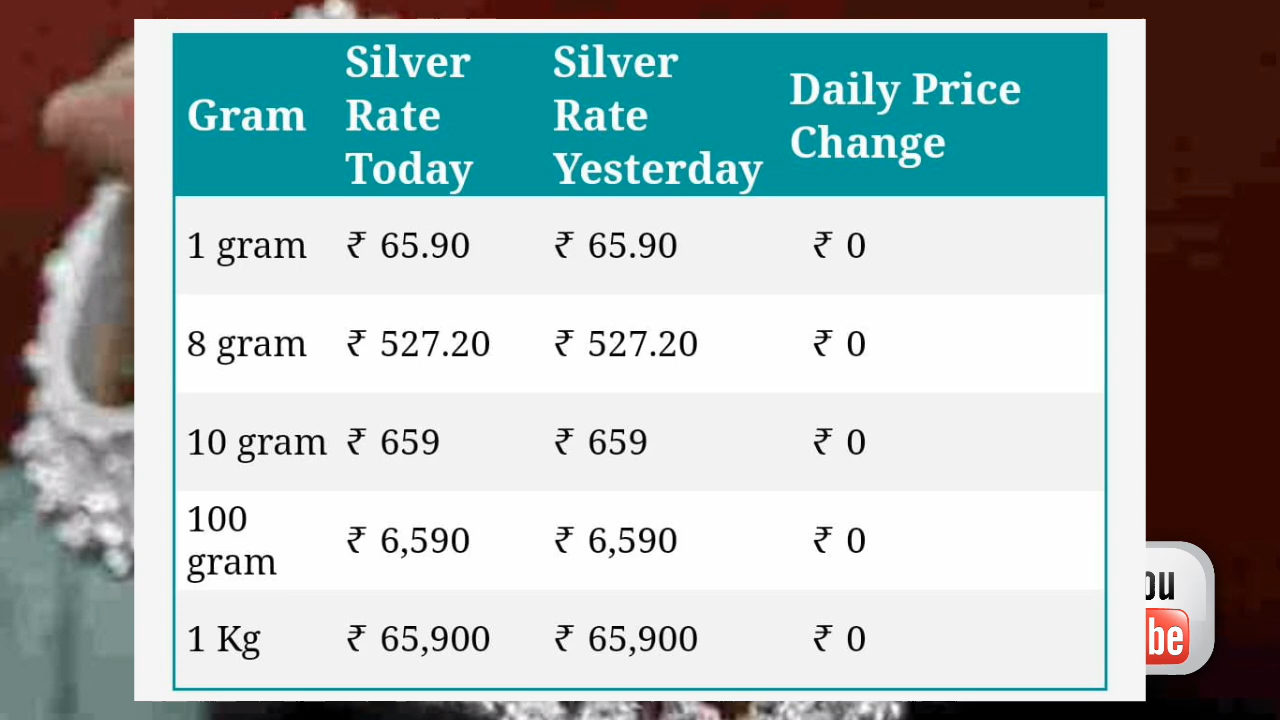 Gram
Silver
Rate
Today
Silver
Rate
Yesterday
Daily Price
Change
1 gram ₹ 65.90 ₹ 65.90 ₹ 0
8 gram ₹ 527.20 ₹ 527.20 ₹ 0
10 gram ₹ 659 ₹ 659 ₹ 0
100
gram ₹ 6,590 ₹ 6,590 ₹ 0
1 Kg ₹ 65,900 ₹ 65,900 ₹ 0
ou
be